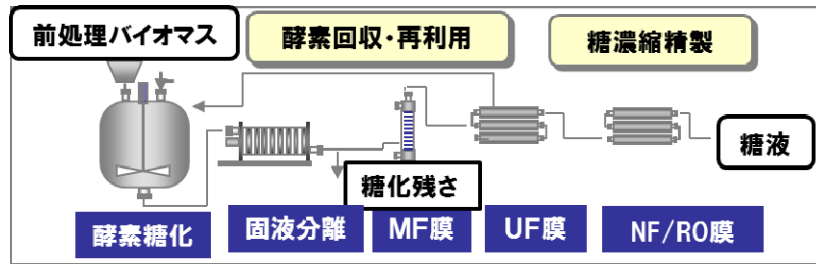 前処理バイオマス
酵素回収・再利用
糖濃縮精製
糖液
糖化残さ
酵素糖化
固液分離
MF膜
UF膜
NF/RO膜